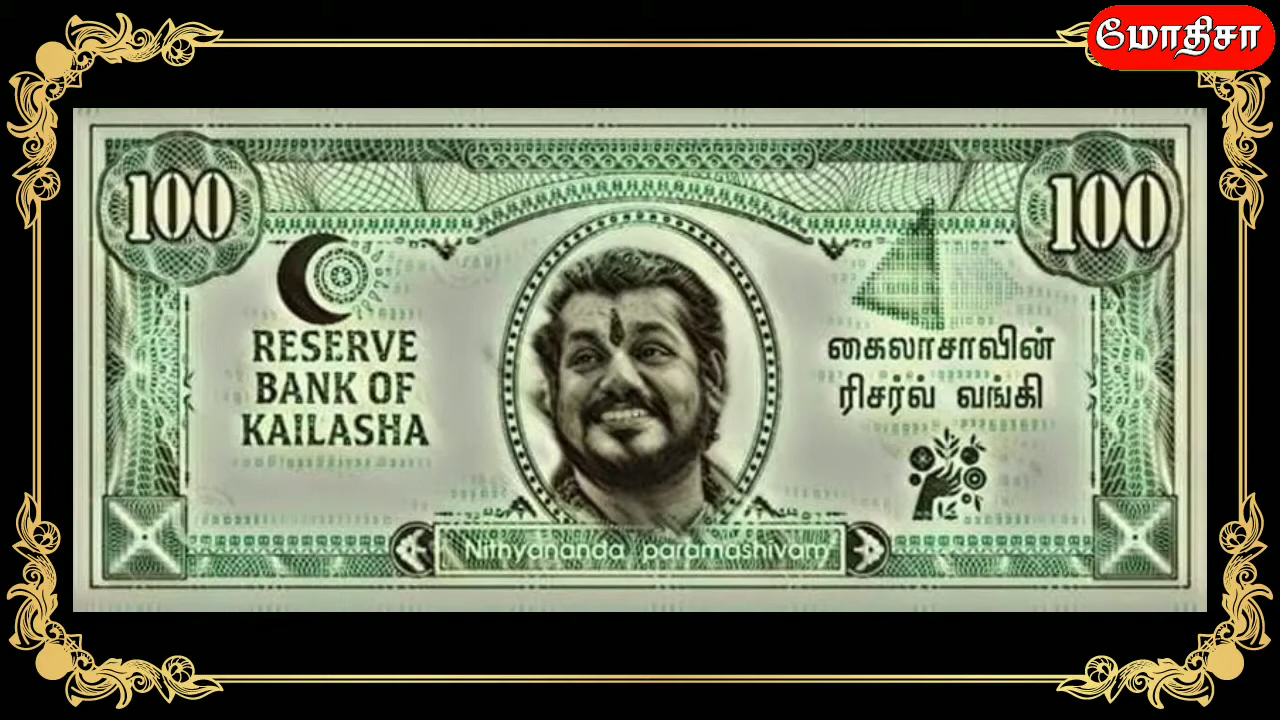 மோதிசா
100
100
RESERVE
BANK OF
KAILASHA
கைலாசாவின்
ரிசர்வ் வங்கி
Nithyananda paramashivam